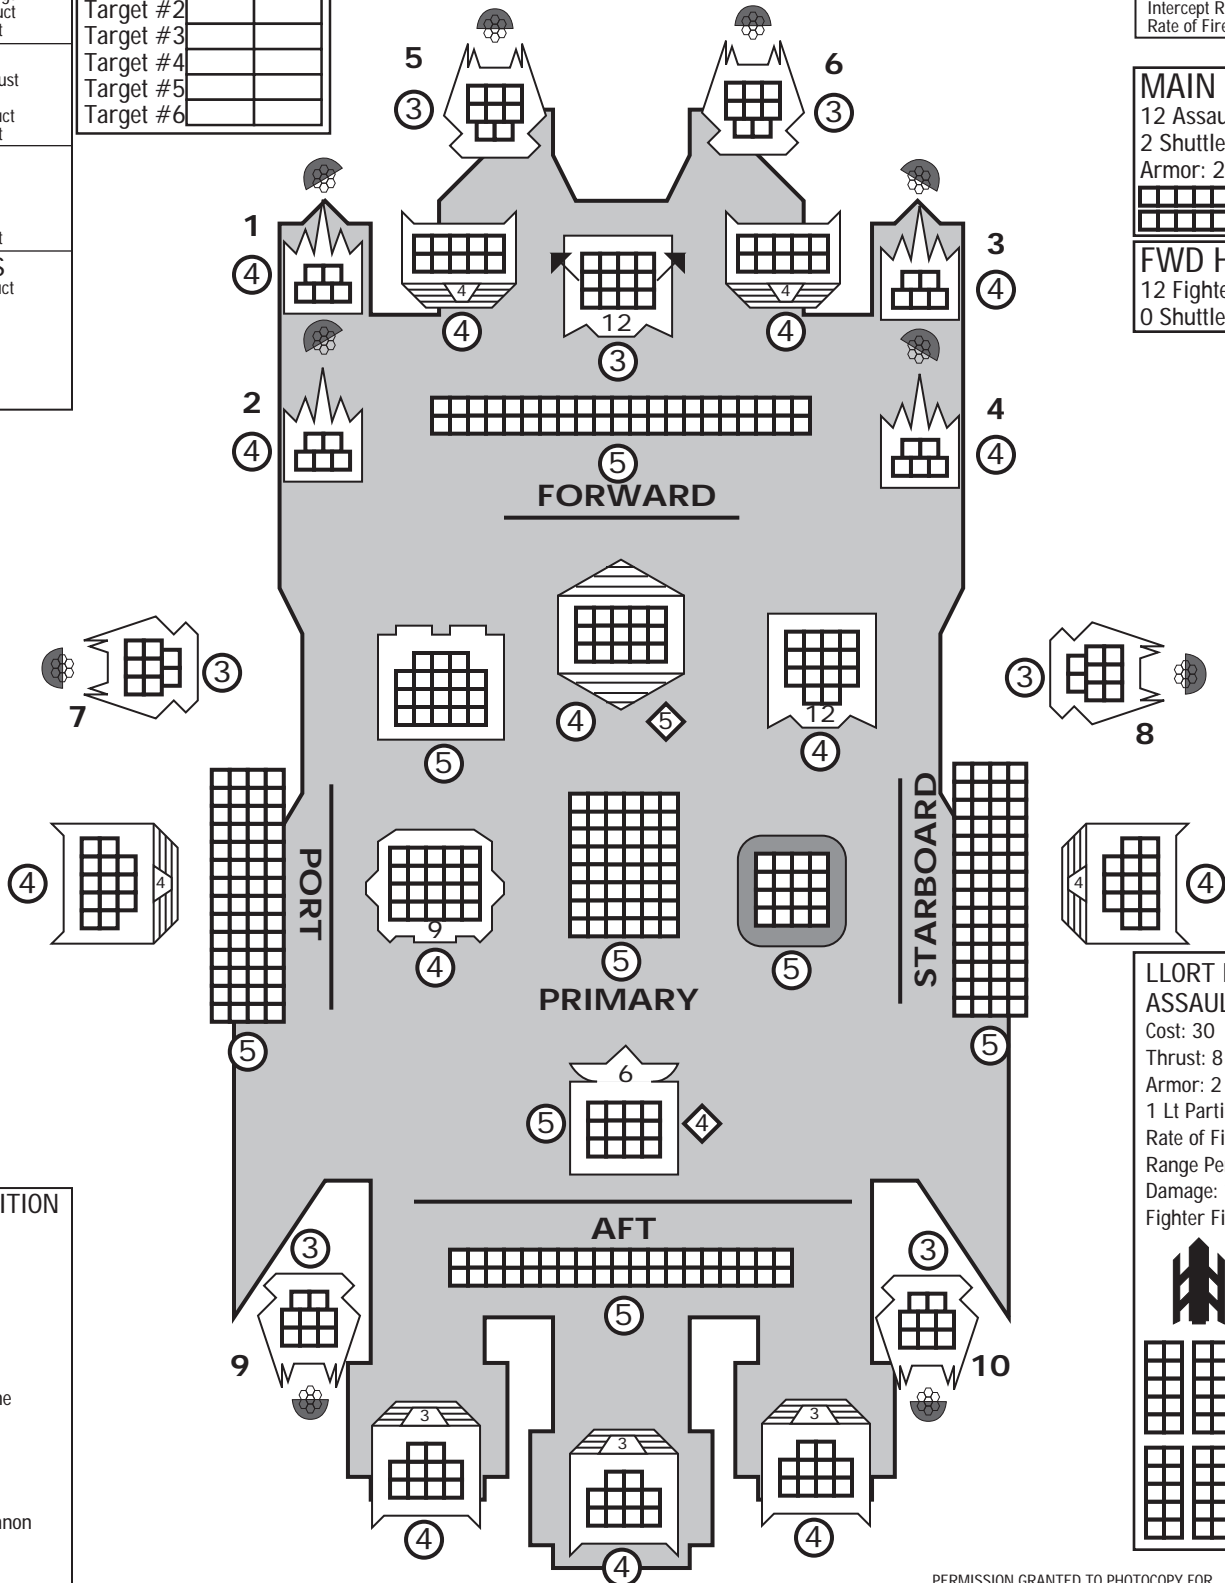 Target #2
Target #3
Target #4
Target #5
Target #6
Intercept R
Rate of Fire
MAIN
12 Assau
2 Shuttle
Armor: 2
FWD H
12 Fighte
0 Shuttle
5
3
6
3
1
4
3
4
4
4
4
4
12
3
2
4
4
4
5
FORWARD
3
7
3
8
4
5
12
4
5
PORT
STARBOARD
4
4
4
4
9
4
5
5
PRIMARY
5
5
6
5
4
LLORT
ASSAUL
Cost: 30
Thrust: 8
Armor: 2
1 Lt Parti
Rate of Fi
Range Pe
Damage:
Fighter Fi
ITION
AFT
5
3
9
3
10
3
4
3
4
3
4
PERMISSION GRANTED TO PHOTOCOPY FOR